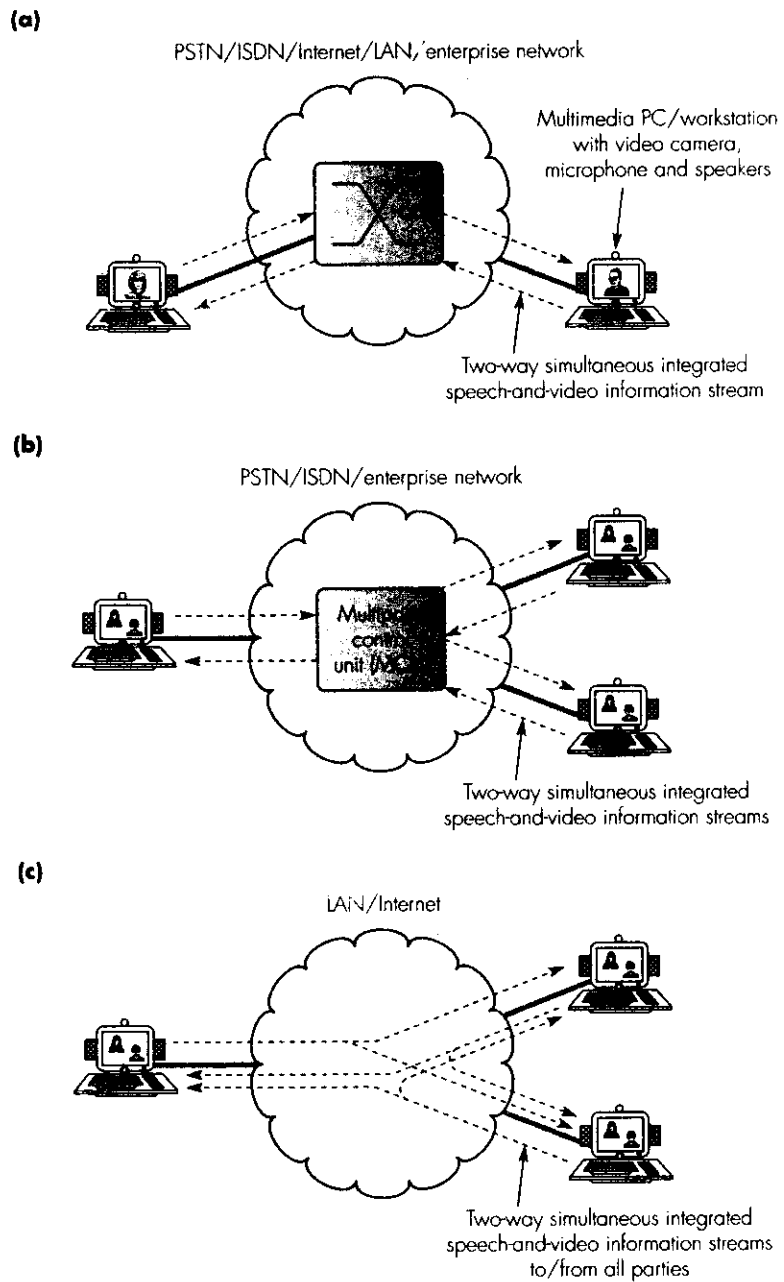 (a)
PSTN/ISDN/Internet/LAN/enterprise network
Multimedia PC/workstation
with video camera,
microphone and speakers
Two-way simultaneous integrated
speech-and-video information stream
(b)
PSTN/ISDN/enterprise network
unit
Two-way simultaneous integrated
speech-and-video information streams
(c)
LAN/Internet
Two-way simultaneous integrated
speech-and-video information streams
to/from all parties